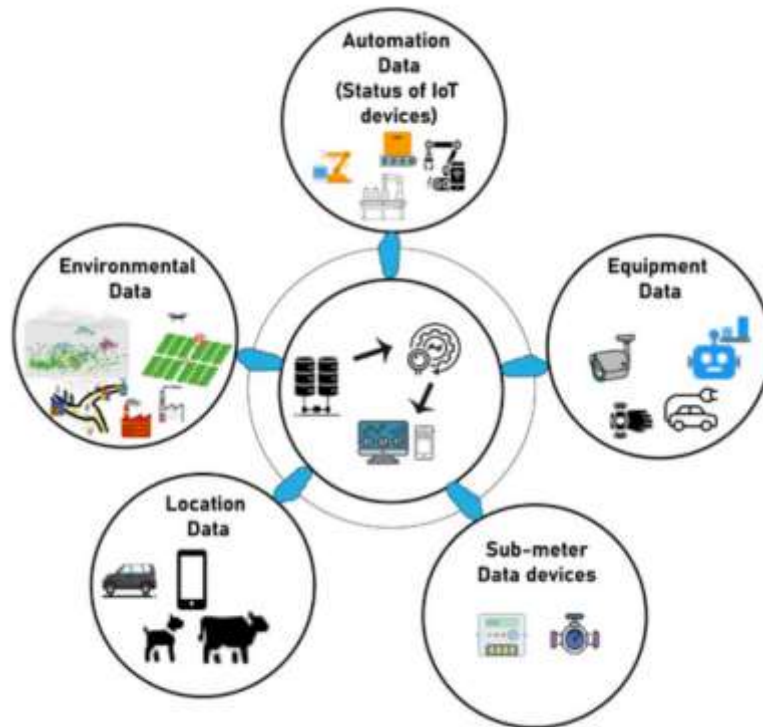 Automation
Data
(Status of IoT
devices)
Environmental
Data
Equipment
Data
Location
Data
Sub-meter
Data devices